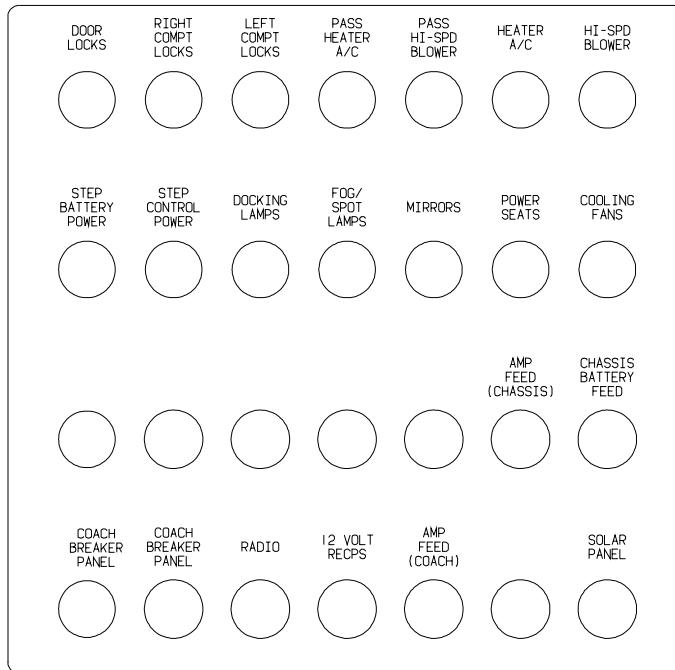 DOOR
LOCKS
RIGHT
COMPT
LOCKS
LEFT
COMPT
LOCKS
PASS
HEATER
A/C
PASS
HI-SPD
BLOWER
HEATER
A/C
HI-SPD
BLOWER
STEP
BATTERY
POWER
STEP
CONTROL
POWER
DOCKING
LAMPS
FOG/
SPOT
LAMPS
MIRRORS
POWER
SEATS
COOLING
FANS
AMP
FEED
(CHASSIS)
CHASSIS
BATTERY
FEED
COACH
BREAKER
PANEL
COACH
BREAKER
PANEL
RADIO
12 VOLT
RECPS
AMP
FEED
(COACH)
SOLAR
PANEL